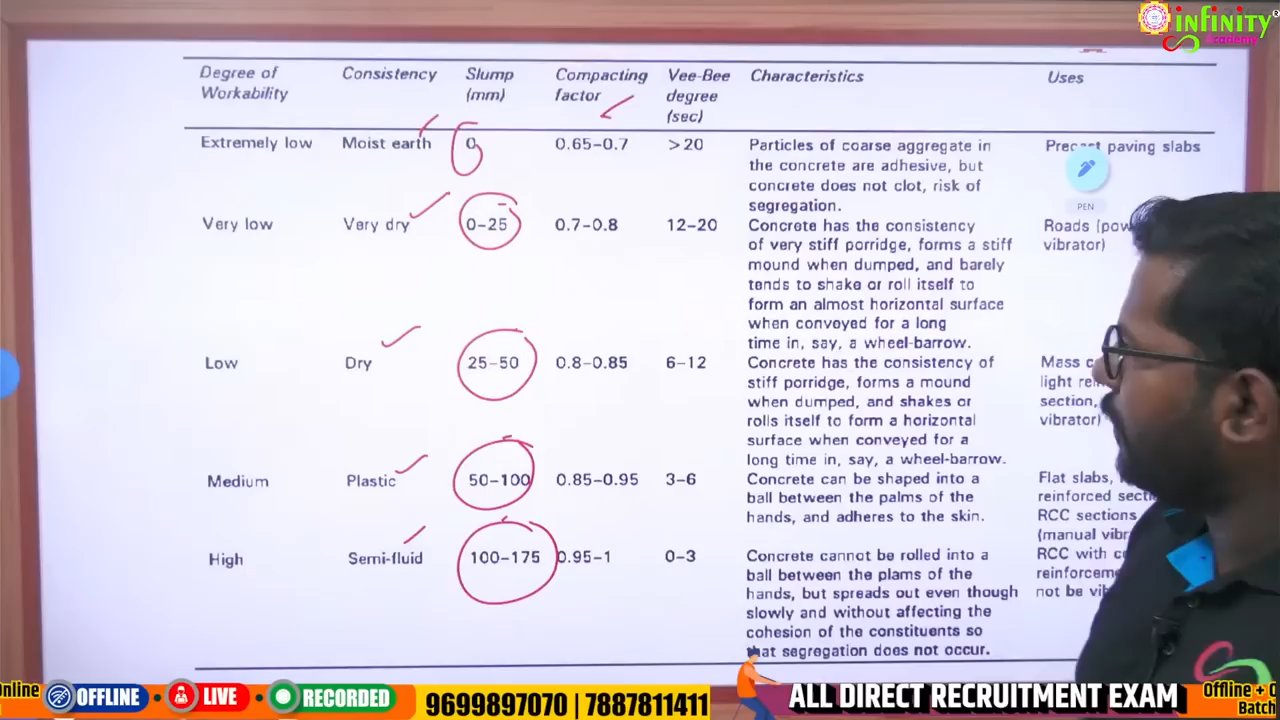 infinity
Academy
Degree of Workability | Consistency | Slump (mm) | Compacting factor | Vee-Bee degree (sec) | Characteristics | Uses
Extremely low | Moist earth | 0 | 0.65–0.7 | >20 | Particles of coarse aggregate in | Precast paving slabs
the concrete are adhesive, but
concrete does not clot, risk of
segregation.
PEN
Very low | Very dry | 0–25 | 0.7–0.8 | 12–20 | Concrete has the consistency | Roads
of very stiff porridge, forms a stiff | vibrator)
mound when dumped, and barely
tends to shake or roll itself to
form an almost horizontal surface
when conveyed for a long
time in, say, a wheel-barrow.
Low | Dry | 25–50 | 0.8–0.85 | 6–12 | Concrete has the consistency of | Mass
stiff porridge, forms a mound | light
when dumped, and shakes or | section,
rolls itself to form a horizontal | vibrator)
surface when conveyed for a
long time in, say, a wheel-barrow.
Medium | Plastic | 50–100 | 0.85–0.95 | 3–6 | Concrete can be shaped into a | Flat slabs,
ball between the palms of the | reinforced
hands, and adheres to the skin. | RCC sections
(manual
High | Semi-fluid | 100–175 | 0.95–1 | 0–3 | Concrete cannot be rolled into a | RCC with
ball between the plams of the
hands, but spreads out even though | not be
slowly and without affecting the
cohesion of the constituents so
that segregation does not occur.
OFFLINE LIVE RECORDED 9699897070 / 7887811411 ALL DIRECT RECRUITMENT EXAM Offline +
Batch